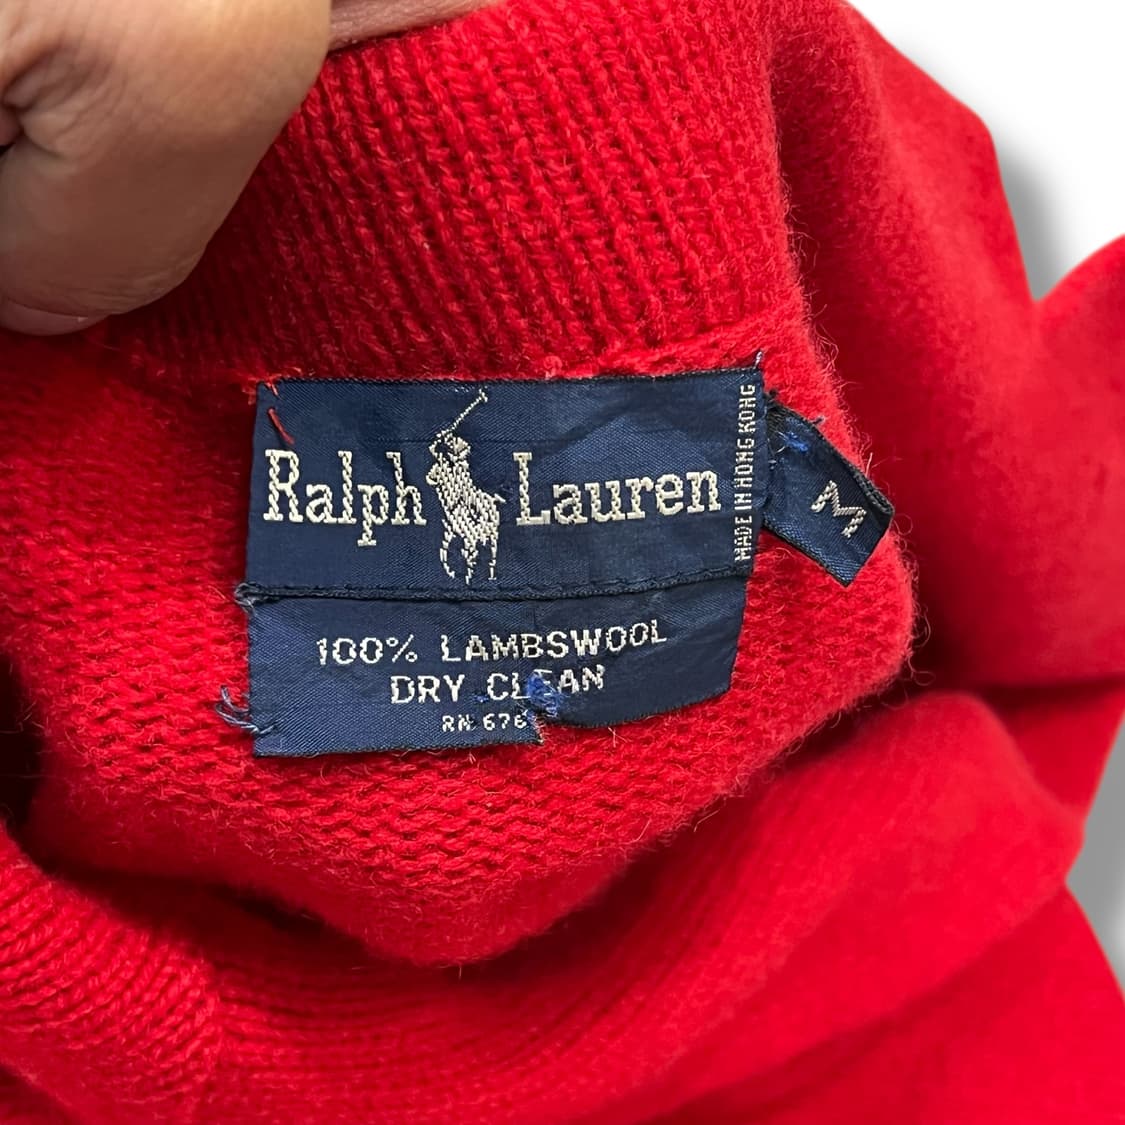 Ralph Lauren
MADE IN HONG KONG
M
100% LAMBSWOOL
DRY CLEAN
RN 676